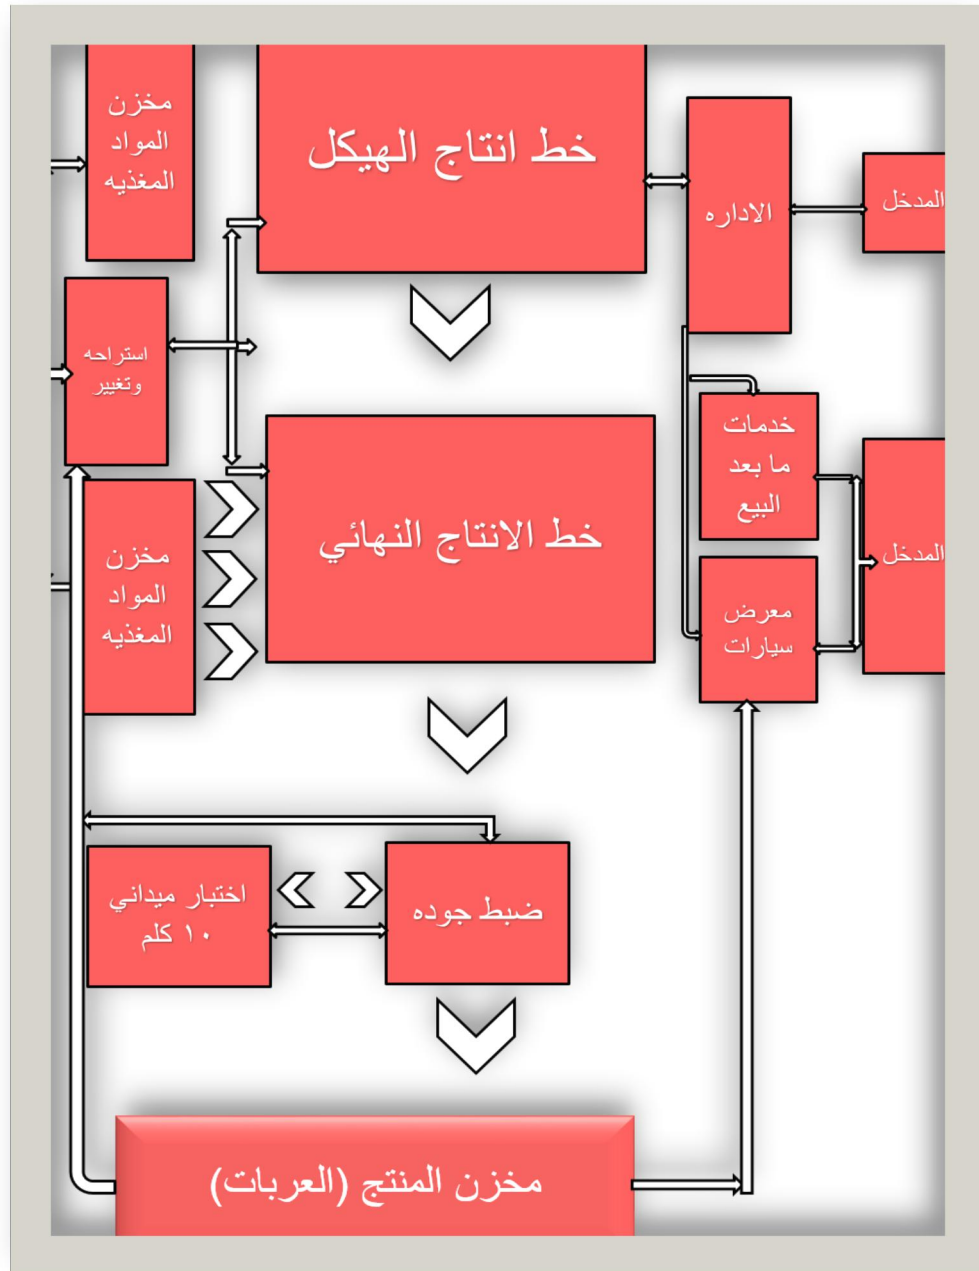 مخزن
المواد
المغذيه
خط انتاج الهيكل
الاداره
المدخل
استراحه
وتغيير
خدمات
ما بعد
البيع
خط الانتاج النهائي
مخزن
المواد
المغذيه
المدخل
معرض
سيارات
اختبار ميداني
١٠ كلم
ضبط جوده
مخزن المنتج (العربات)